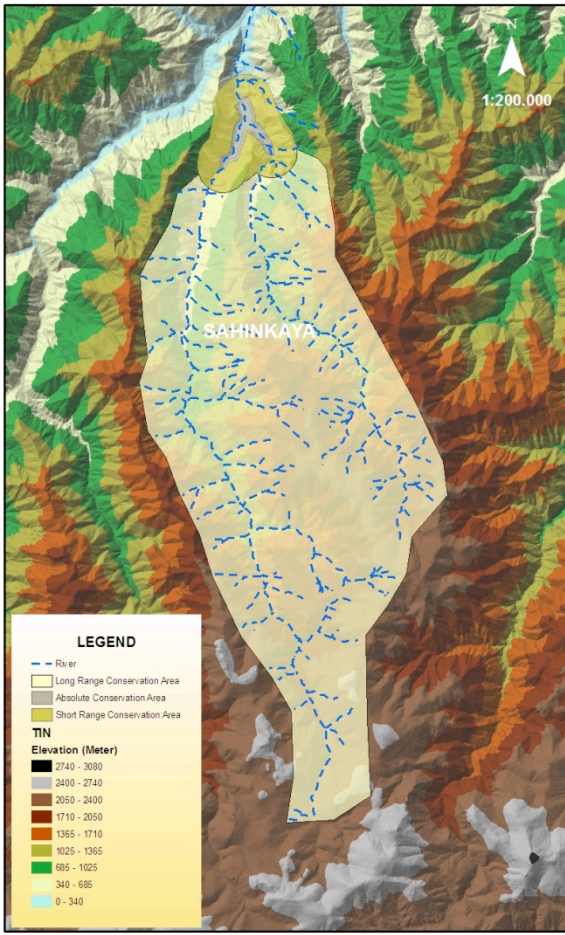 N
1:200.000
SAHINKAYA
LEGEND
River
Long Range Conservation Area
Absolute Conservation Area
Short Range Conservation Area
TIN
Elevation (Meter)
2740 - 3080
2400 - 2740
2050 - 2400
1710 - 2050
1365 - 1710
1025 - 1365
685 - 1025
340 - 685
0 - 340